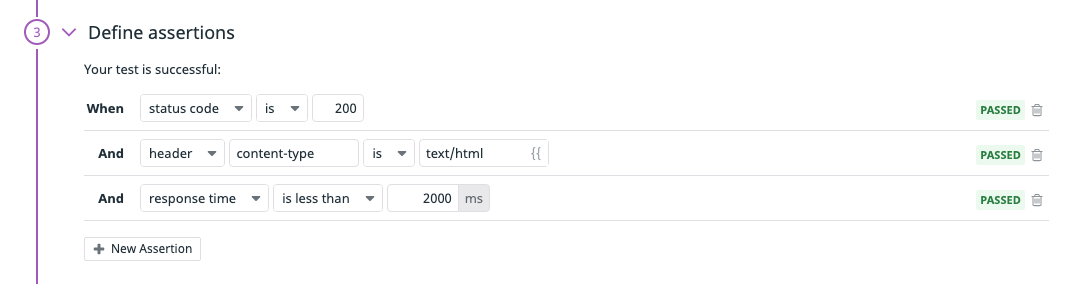 3 Define assertions
Your test is successful:
When status code is 200 PASSED
And header content-type is text/html {{ PASSED
And response time is less than 2000 ms PASSED
+ New Assertion